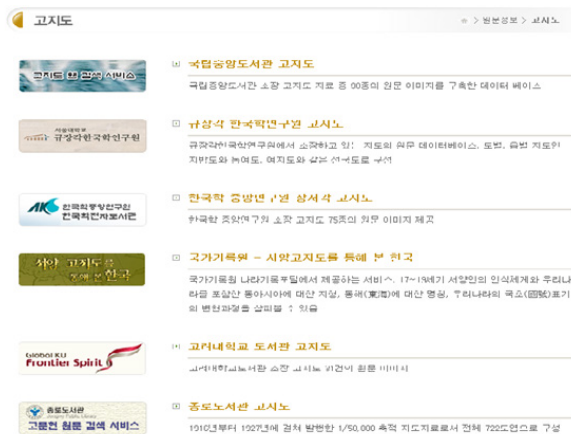 고지도
> 원문정보 > 고지도
고지도 원문 검색 서비스
국립중앙도서관 고지도
국립중앙도서관 소장 고지도 자료 중 90종의 원문 이미지를 구축한 데이터 베이스
서울대학교
규장각한국학연구원
규장각 한국학연구원 고지도
규장각한국학연구원에서 소장하고 있는 지도의 원문 데이터베이스. 도별, 읍별 지도인
지방도와 동여도, 여지도와 같은 선국도로 구성
AKS 한국학중앙연구원
한국학전자도서관
한국학 중앙연구원 장서각 고지도
한국학 중앙연구원 소장 고지도 75종의 원문 이미지 제공
서양 고지도를
통해 본 한국
국가기록원 - 서양고지도를 통해 본 한국
국가기록원 나라기록포털에서 제공하는 서비스. 17~19세기 서양인의 인식체계와 우리나
라를 포함한 동아시아에 대한 지형, 동해(東海)에 대한 명칭, 우리나라의 국호(國號)표기
의 변천과정을 살펴볼 수 있음
Global KU
Frontier Spirit
고려대학교 도서관 고지도
고려대학교도서관 소장 고지도 91건의 원문 이미지
종로도서관
고문헌 원문 검색 서비스
종로도서관 고지도
1910년부터 1927년에 걸쳐 발행한 1/50,000 축척 지도자료로서 전체 722도엽으로 구성